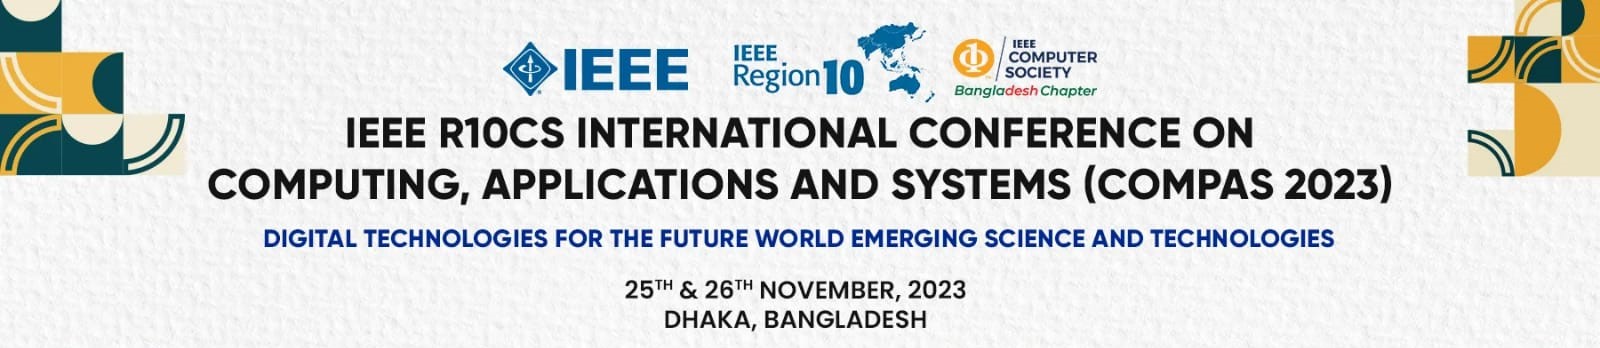 IEEE
IEEE
Region 10
IEEE
COMPUTER
SOCIETY
Bangladesh Chapter
IEEE R10CS INTERNATIONAL CONFERENCE ON
COMPUTING, APPLICATIONS AND SYSTEMS (COMPAS 2023)
DIGITAL TECHNOLOGIES FOR THE FUTURE WORLD EMERGING SCIENCE AND TECHNOLOGIES
25TH & 26TH NOVEMBER, 2023
DHAKA, BANGLADESH